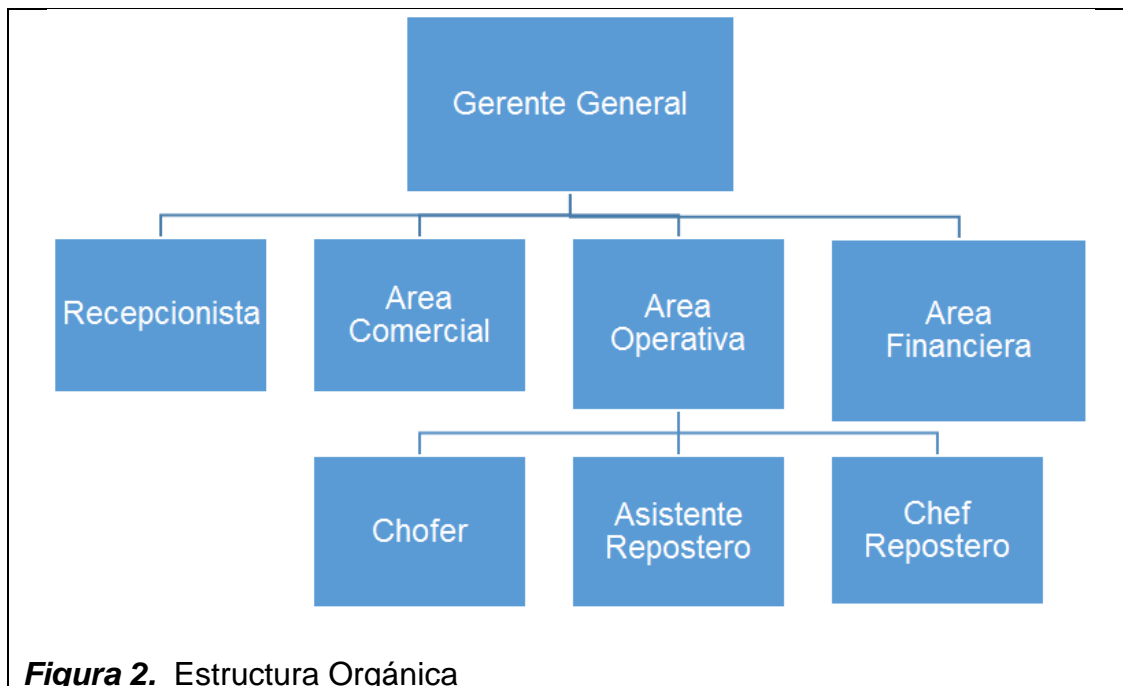 Gerente General
Recepcionista
Area
Comercial
Area
Operativa
Area
Financiera
Chofer
Asistente
Repostero
Chef
Repostero
Figura 2. Estructura Orgánica